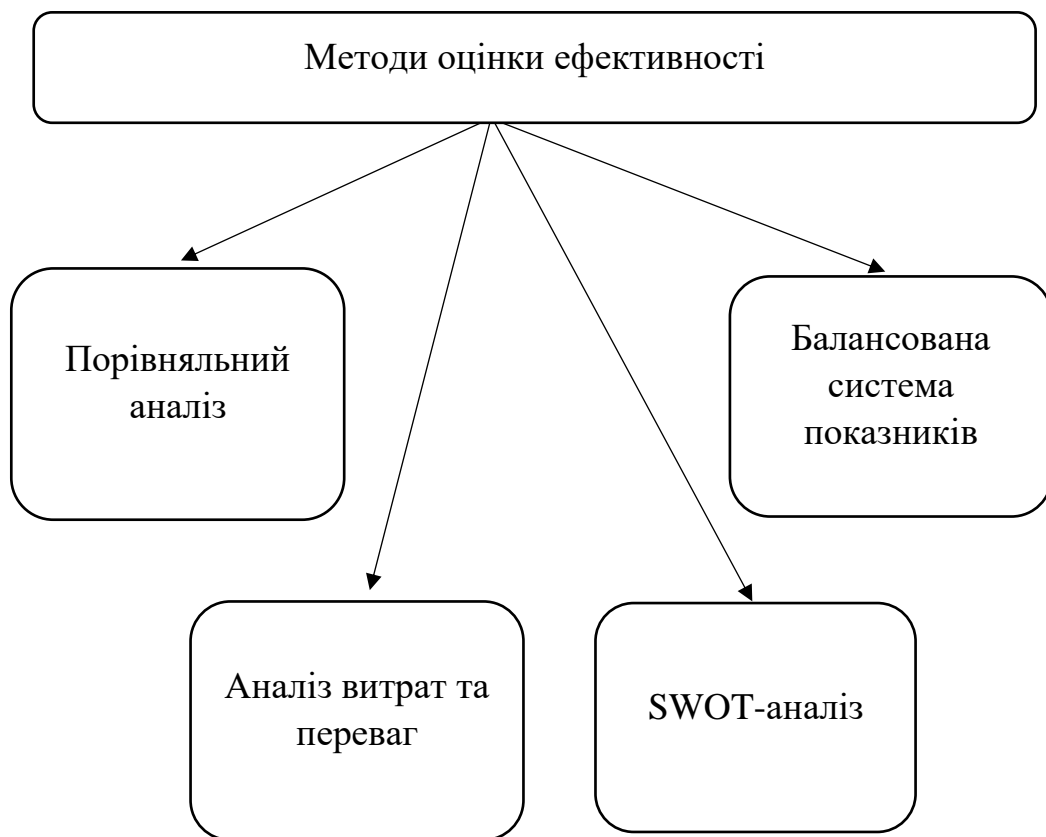 Методи оцінки ефективності
Порівняльний
аналіз
Балансована
система
показників
Аналіз витрат та
переваг
SWOT-аналіз